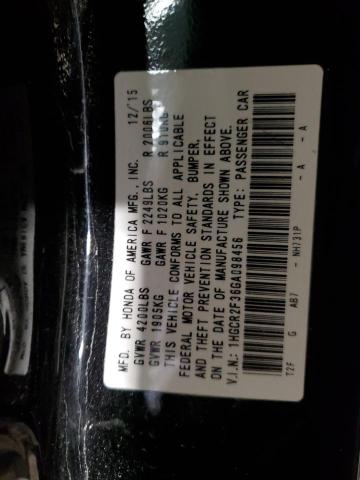 MFD. BY HONDA OF AMERICA MFG., INC. 12/'15
GVWR 4200LBS GAWR F 2249LBS R 2006LBS
GVWR 1905KG GAWR F 1020KG R 910KG
THIS VEHICLE CONFORMS TO ALL APPLICABLE
FEDERAL MOTOR VEHICLE SAFETY, BUMPER,
AND THEFT PREVENTION STANDARDS IN EFFECT
ON THE DATE OF MANUFACTURE SHOWN ABOVE.
V.I.N.: 1HGCR2F36GA098456 TYPE: PASSENGER CAR
T2F G AB7 - NH731P - A - A